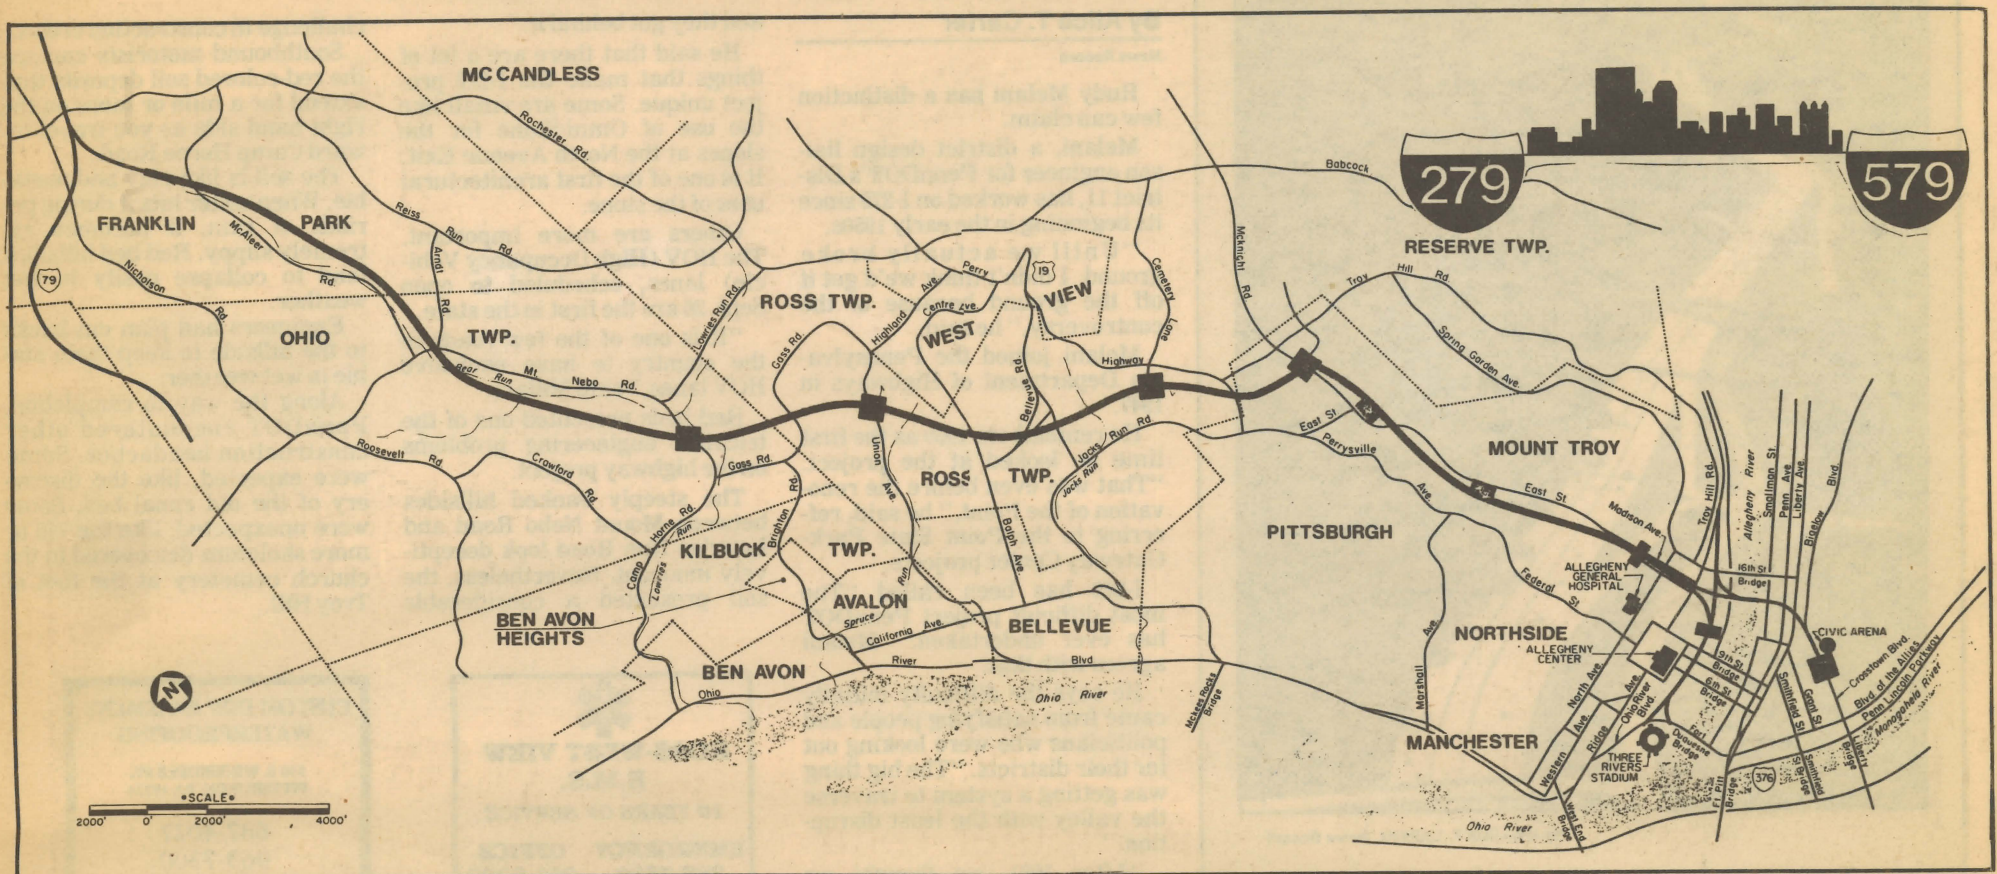 MC CANDLESS
Rochester Rd
FRANKLIN PARK
McAleer Rd.
Reiss Run Rd
Arndt Rd.
Nicholson Rd.
79
OHIO TWP.
Bear Run
Mt Nebo Rd.
Lowries Run Rd.
ROSS TWP.
Gass Rd.
Highland Ave.
Perry
Centre Ave.
19
WEST VIEW
Bellevue Rd
Highway
Cemetery Lane
Mcknight Rd
Babcock
279
579
RESERVE TWP.
Troy Hill Rd.
Spring Garden Ave.
East St
Perrysville Ave.
MOUNT TROY
East St
Madison Ave.
Troy Hill Rd.
Allegheny River
Smallman St
Penn Ave
Liberty Ave.
Bigelow Blvd.
Roosevelt Rd
Crowford Rd.
Gass Rd.
Union Ave.
ROSS TWP.
Jacks Run Rd
Jacks Run
Balph Ave.
Brighton Rd.
Horne Rd.
Camp
Lowries Run
KILBUCK TWP.
PITTSBURGH
Federal St
ALLEGHENY
GENERAL
HOSPITAL
16th St
Bridge
BEN AVON
HEIGHTS
AVALON
Spruce Run
California Ave.
BELLEVUE
BEN AVON
Ohio River Blvd
Ohio River
Mckees Rocks
Bridge
Marshall Ave.
NORTHSIDE
ALLEGHENY
CENTER
CIVIC ARENA
9th St
Bridge
6th St
Bridge
North Ave.
Western Ave.
Ridge Ave.
Ohio River
Blvd.
MANCHESTER
THREE
RIVERS
STADIUM
Fort
Duquesne
Bridge
Ft Pitt
Bridge
376
Smithfield St
Grant St
Smithfield
St Bridge
Liberty
Bridge
Crosstown Blvd.
Blvd. of the Allies
Penn Lincoln Parkway
Monogahela River
West End
Bridge
Ohio River
N
•SCALE•
2000' 0' 2000' 4000'